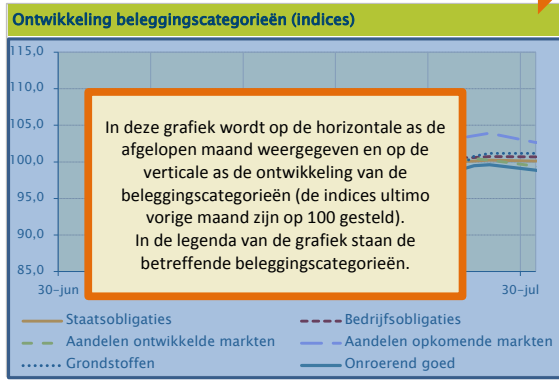 Ontwikkeling beleggingscategorieën (indices)
115,0
110,0
105,0
100,0
95,0
90,0
85,0
In deze grafiek wordt op de horizontale as de
afgelopen maand weergegeven en op de
verticale as de ontwikkeling van de
beleggingscategorieën (de indices ultimo
vorige maand zijn op 100 gesteld).
In de legenda van de grafiek staan de
betreffende beleggingscategorieën.
30-jun 30-jul
Staatsobligaties Bedrijfsobligaties
Aandelen ontwikkelde markten Aandelen opkomende markten
Grondstoffen Onroerend goed